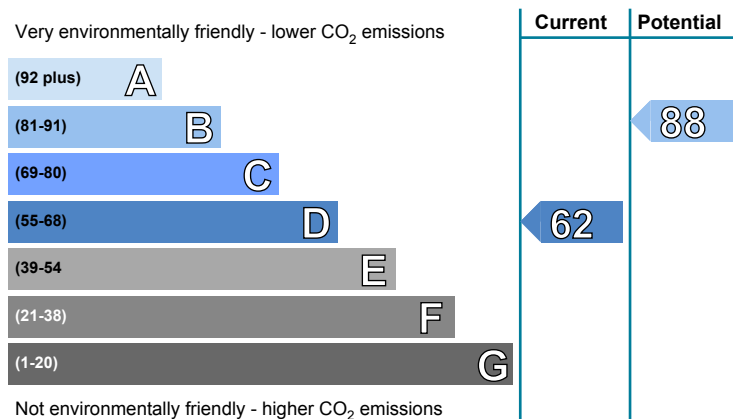 Very environmentally friendly - lower CO2 emissions
Current
Potential
(92 plus) A
(81-91) B
88
(69-80) C
(55-68) D
62
(39-54 E
(21-38) F
(1-20) G
Not environmentally friendly - higher CO2 emissions